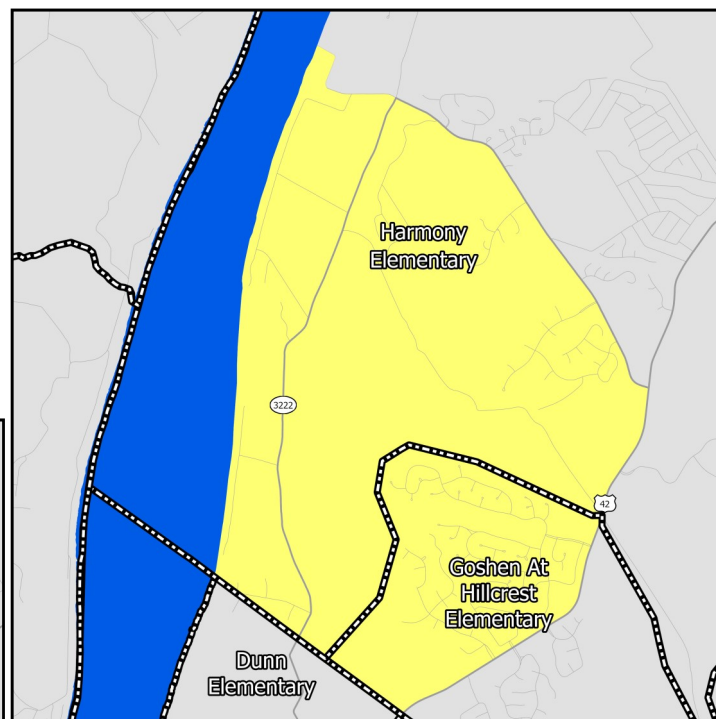 Harmony
Elementary
3222
42
Goshen At
Hillcrest
Elementary
Dunn
Elementary